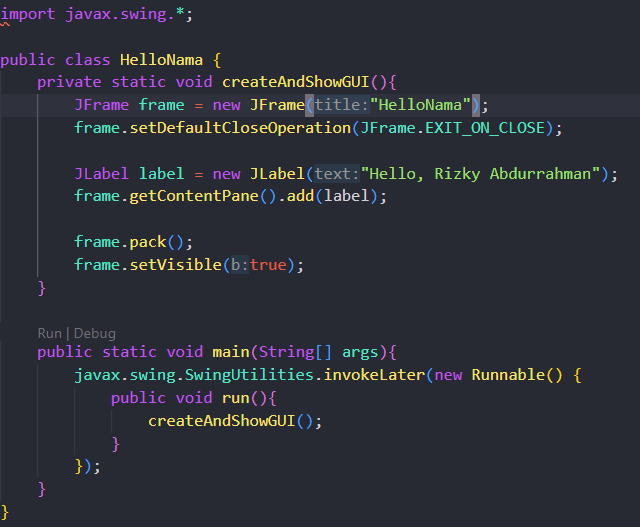 import javax.swing.*;
public class HelloNama {
private static void createAndShowGUI(){
JFrame frame = new JFrame(title:"HelloNama");
frame.setDefaultCloseOperation(JFrame.EXIT_ON_CLOSE);
JLabel label = new JLabel(text:"Hello, Rizky Abdurrahman");
frame.getContentPane().add(label);
frame.pack();
frame.setVisible(b:true);
}
Run | Debug
public static void main(String[] args){
javax.swing.SwingUtilities.invokeLater(new Runnable() {
public void run(){
createAndShowGUI();
}
});
}
}